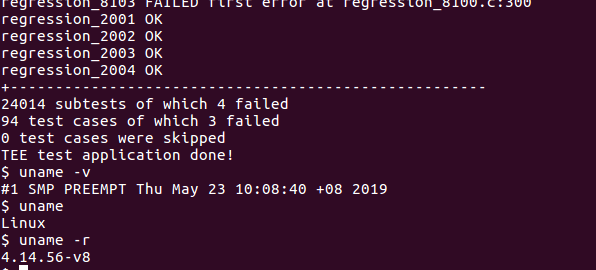 regression_8103 FAILED first error at regression_8100.c:300
regression_2001 OK
regression_2002 OK
regression_2003 OK
regression_2004 OK
+-----------------------------------------------------
24014 subtests of which 4 failed
94 test cases of which 3 failed
0 test cases were skipped
TEE test application done!
$ uname -v
#1 SMP PREEMPT Thu May 23 10:08:40 +08 2019
$ uname
Linux
$ uname -r
4.14.56-v8
$